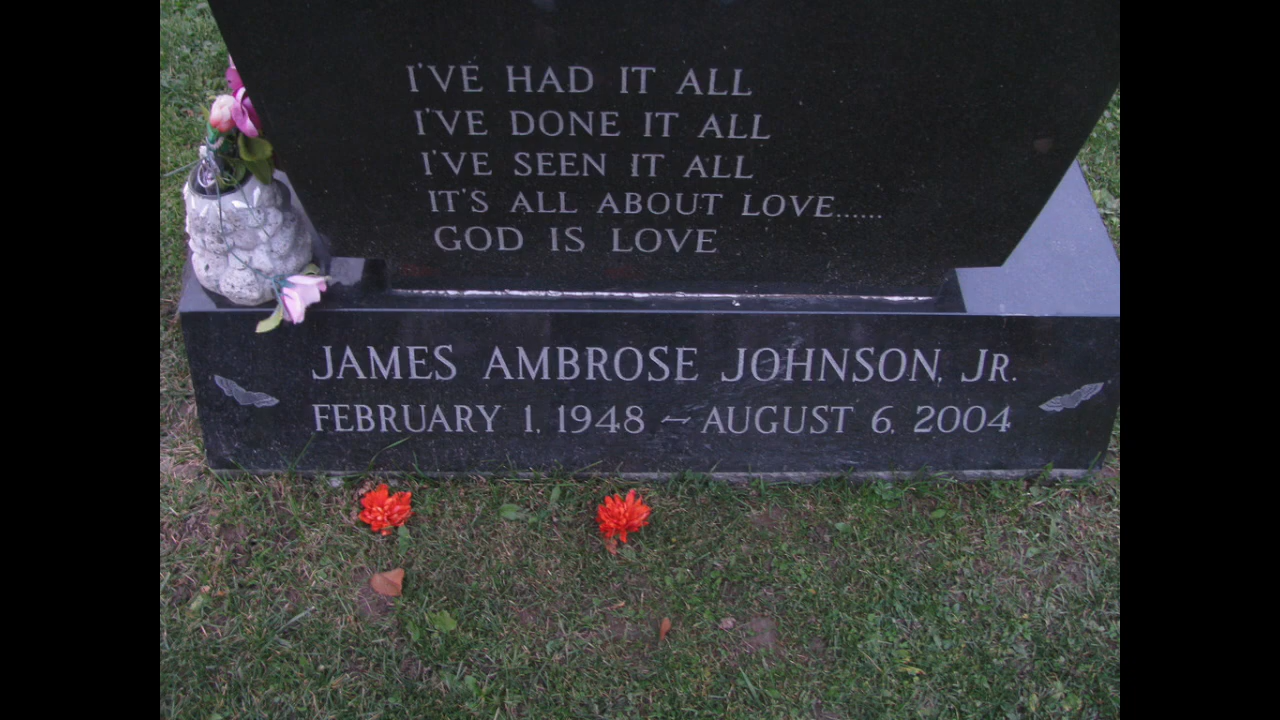 I'VE HAD IT ALL
I'VE DONE IT ALL
I'VE SEEN IT ALL
IT'S ALL ABOUT LOVE......
GOD IS LOVE
JAMES AMBROSE JOHNSON, JR.
FEBRUARY 1, 1948 ~ AUGUST 6, 2004